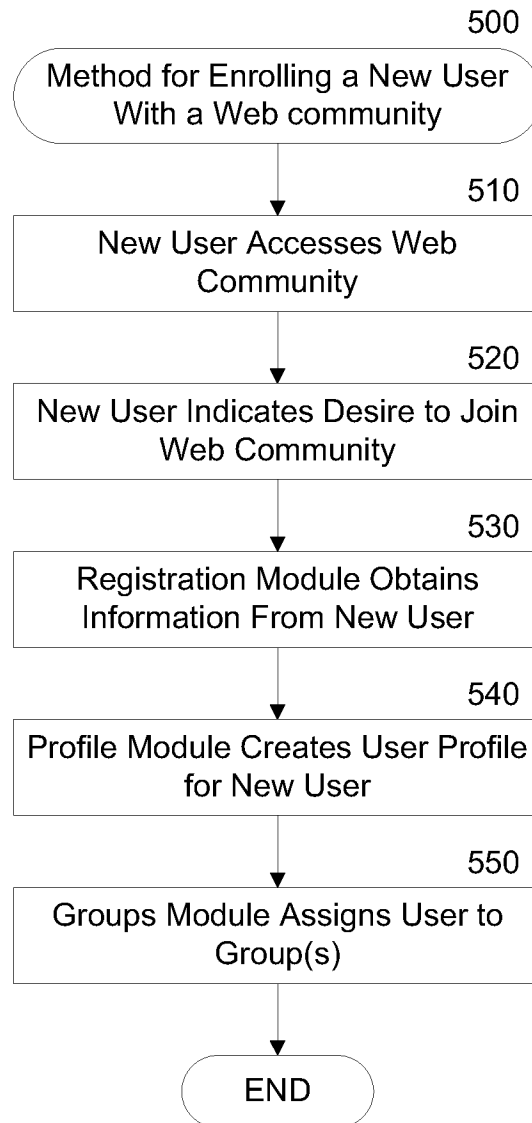 500
Method for Enrolling a New User
With a Web community
510
New User Accesses Web
Community
520
New User Indicates Desire to Join
Web Community
530
Registration Module Obtains
Information From New User
540
Profile Module Creates User Profile
for New User
550
Groups Module Assigns User to
Group(s)
END